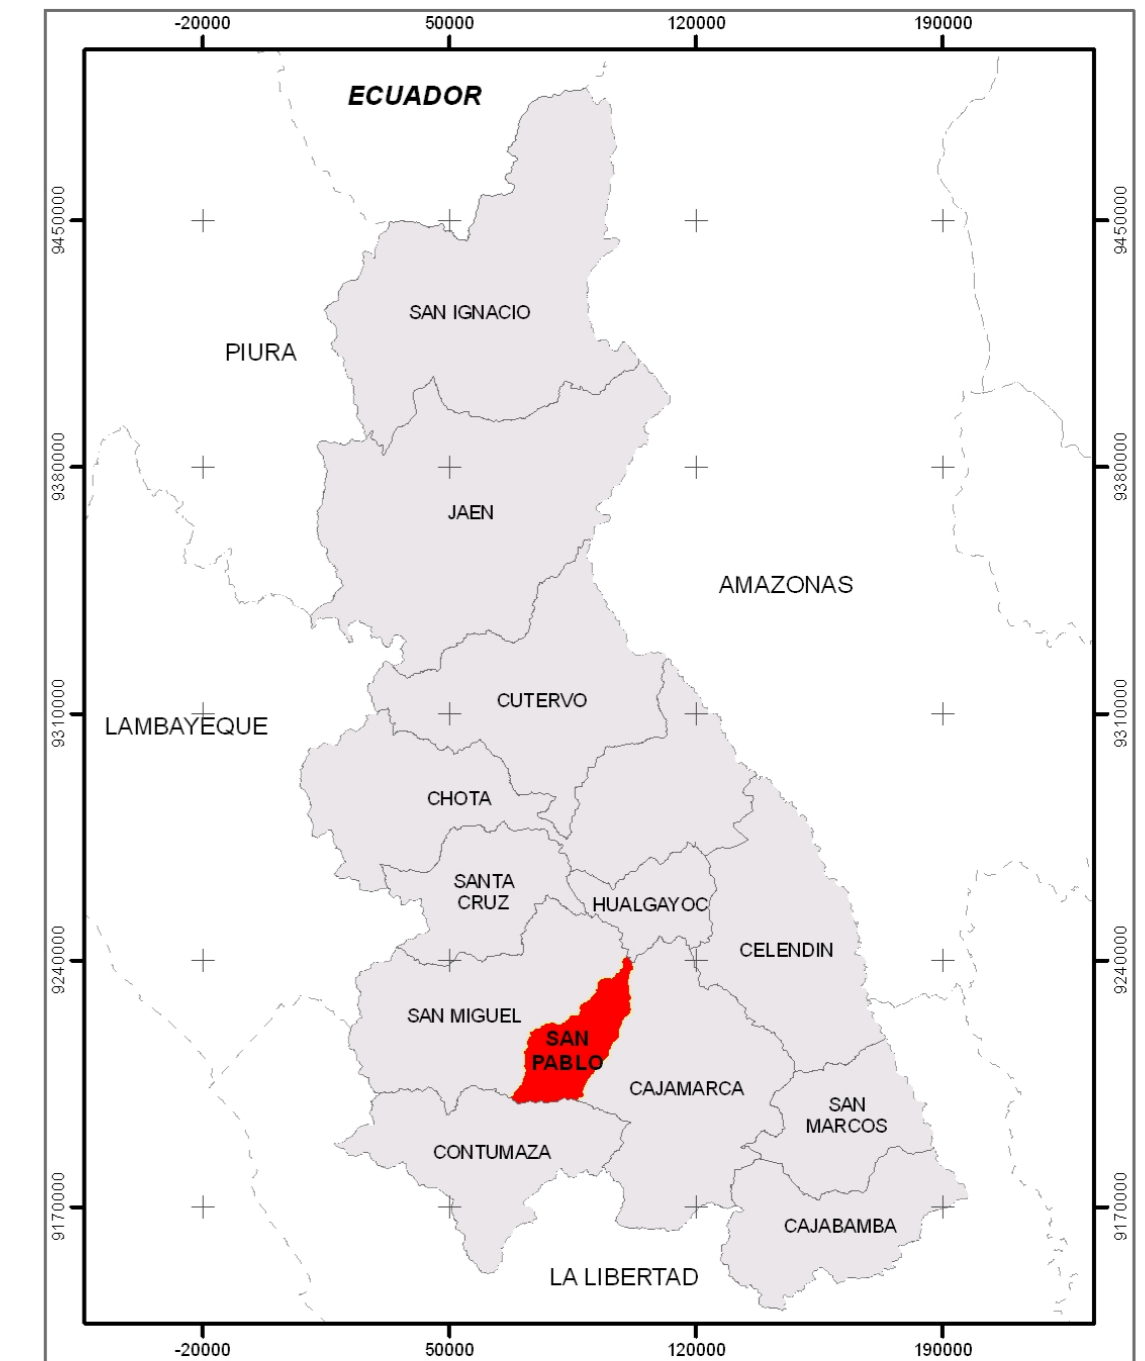 -20000
50000
120000
190000
ECUADOR
9450000
9450000
SAN IGNACIO
PIURA
9380000
9380000
JAEN
AMAZONAS
CUTERVO
9310000
9310000
LAMBAYEQUE
CHOTA
SANTA
CRUZ
HUALGAYOC
CELENDIN
9240000
9240000
SAN MIGUEL
SAN
PABLO
CAJAMARCA
SAN
MARCOS
CONTUMAZA
9170000
9170000
CAJABAMBA
LA LIBERTAD
-20000
50000
120000
190000